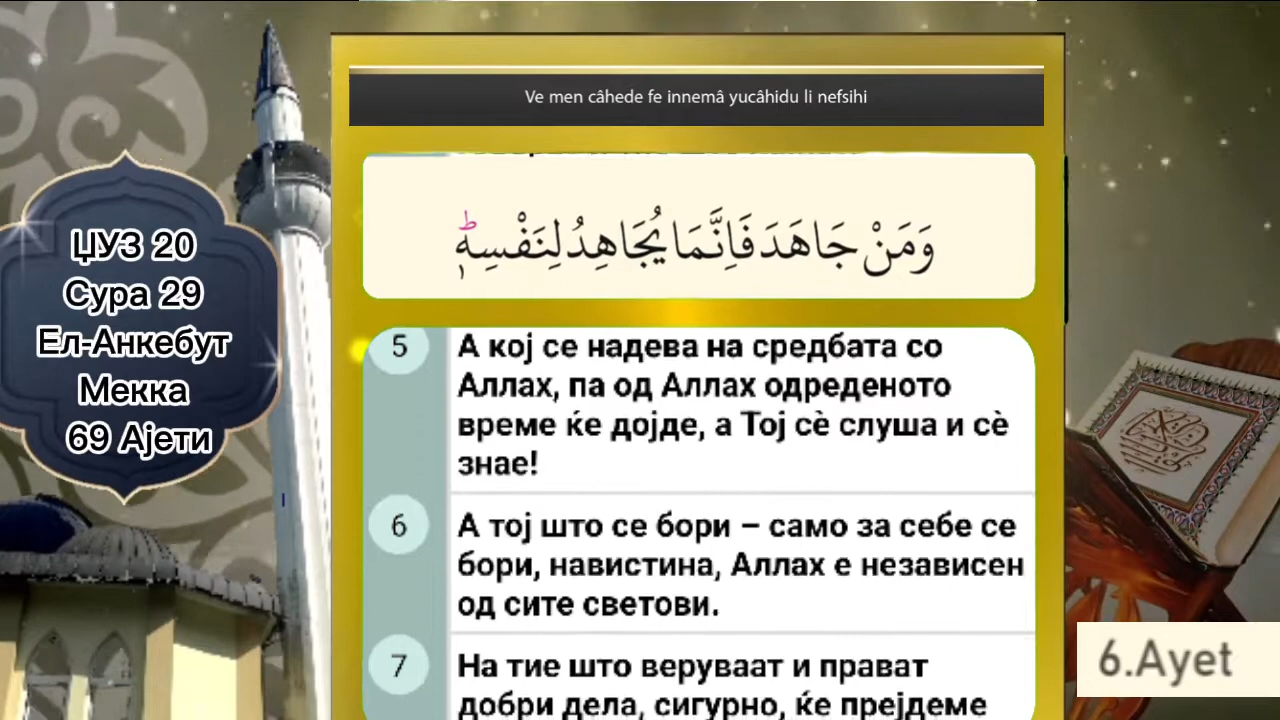 Ve men câhede fe innemâ yucâhidu li nefsihi
وَمَنْ جَاهَدَ فَاِنَّمَا يُجَاهِدُ لِنَفْسِه۪ۜ
ЏУЗ 20
Сура 29
Ел-Анкебут
Мекка
69 Ајети
5 А кој се надева на средбата со
Аллах, па од Аллах одреденото
време ќе дојде, а Тој сѐ слуша и сѐ
знае!
6 А тој што се бори – само за себе се
бори, навистина, Аллах е независен
од сите светови.
7 На тие што веруваат и прават
добри дела, сигурно, ќе прејдеме
6.Ayet